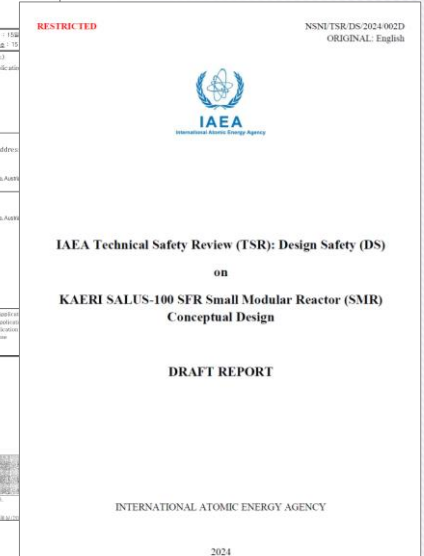 RESTRICTED
NSNI/TSR/DS/2024/002D
ORIGINAL: English
IAEA
International Atomic Energy Agency
IAEA Technical Safety Review (TSR): Design Safety (DS)
on
KAERI SALUS-100 SFR Small Modular Reactor (SMR)
Conceptual Design
DRAFT REPORT
INTERNATIONAL ATOMIC ENERGY AGENCY
2024